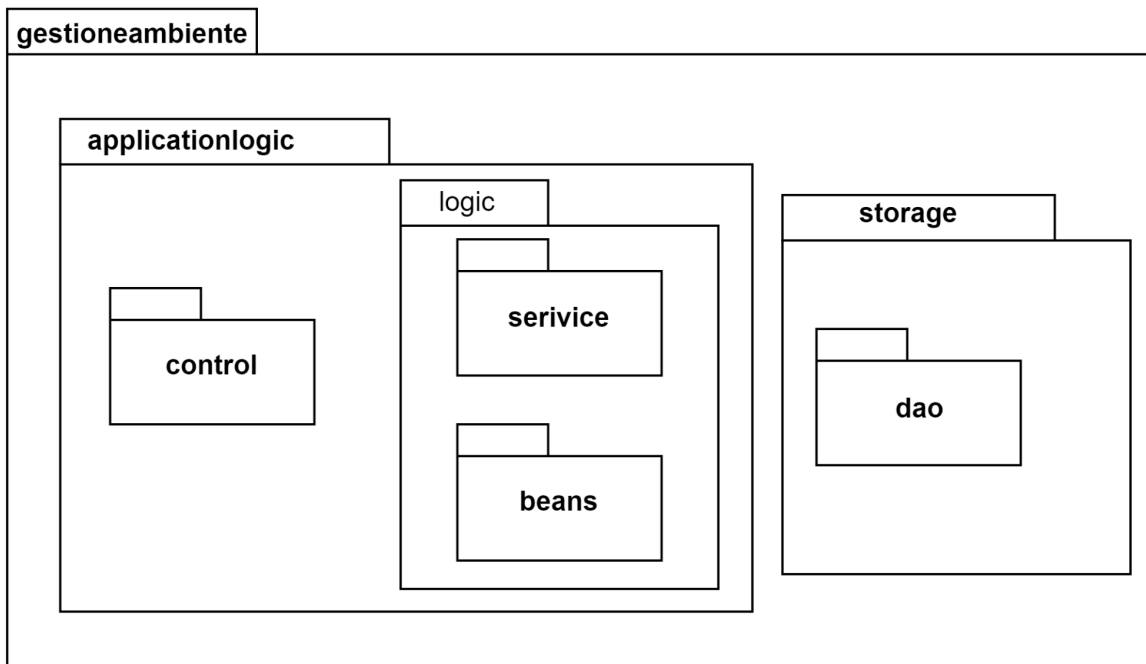 gestioneambiente
applicationlogic
logic
storage
serivice
control
dao
beans